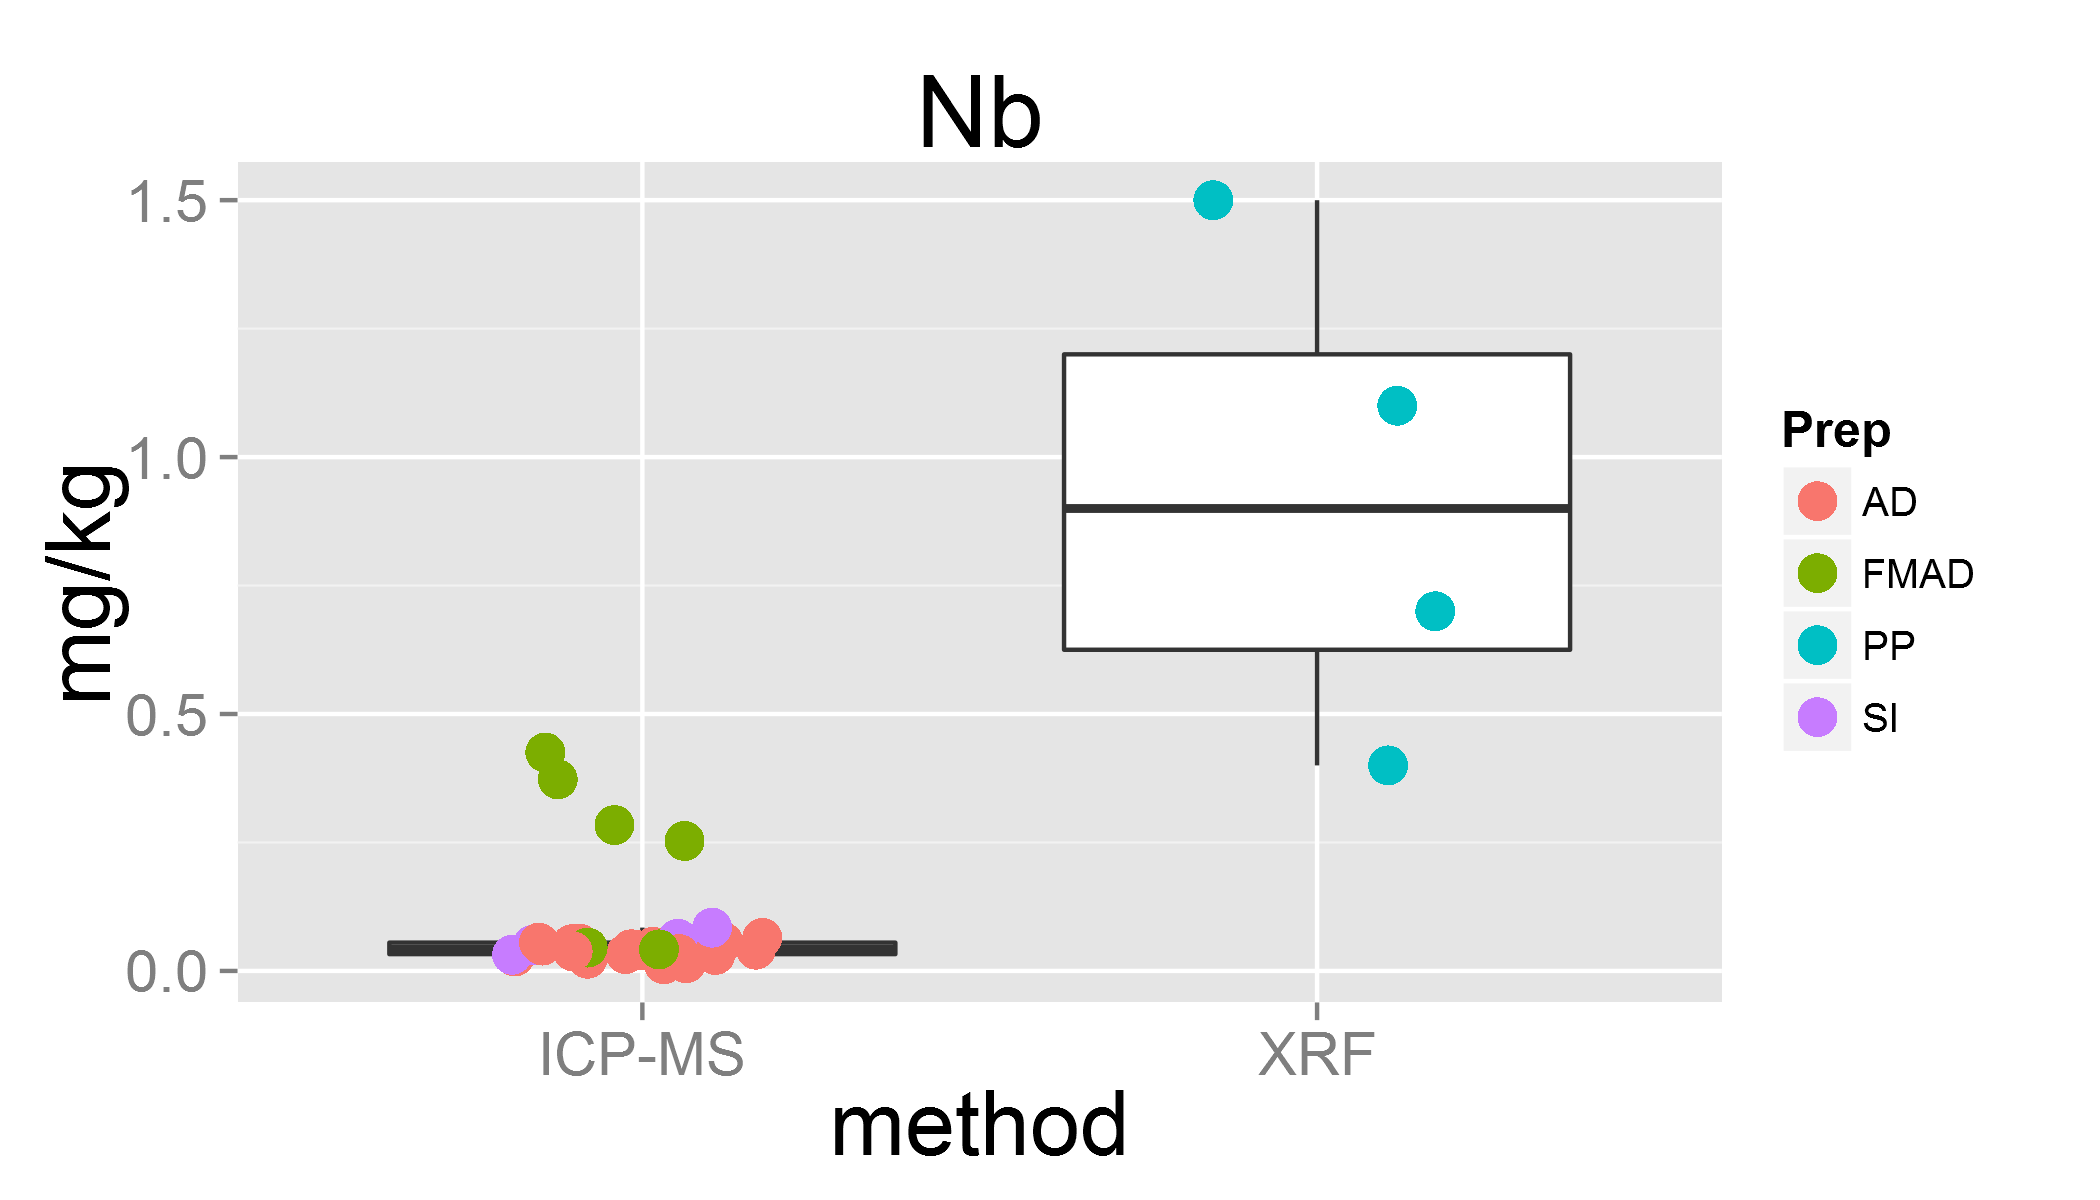 Nb
mg/kg
1.5
1.0
0.5
0.0
ICP-MS
XRF
method
Prep
AD
FMAD
PP
SI